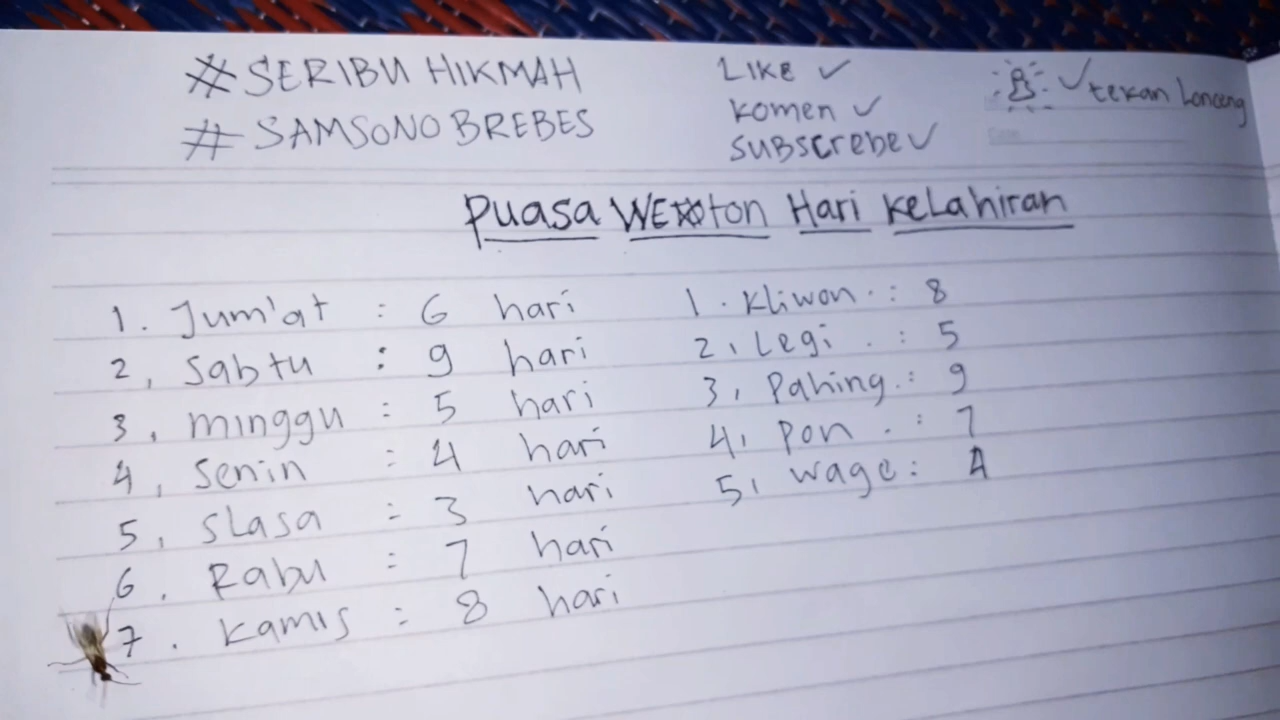 #SERIBU HIKMAH
#SAMSONO BREBES
LIKE ✓
komen ✓
subscrebe ✓
✓ tekan Lonceng
Puasa WEton Hari Kelahiran
1. Jum'at : 6 hari
2, Sabtu : 9 hari
3, minggu : 5 hari
4, Senin : 4 hari
5, Slasa : 3 hari
6. Rabu : 7 hari
7. Kamis : 8 hari
1. Kliwon : 8
2, Legi . : 5
3, Pahing. : 9
4, Pon . : 7
5, Wage : 4